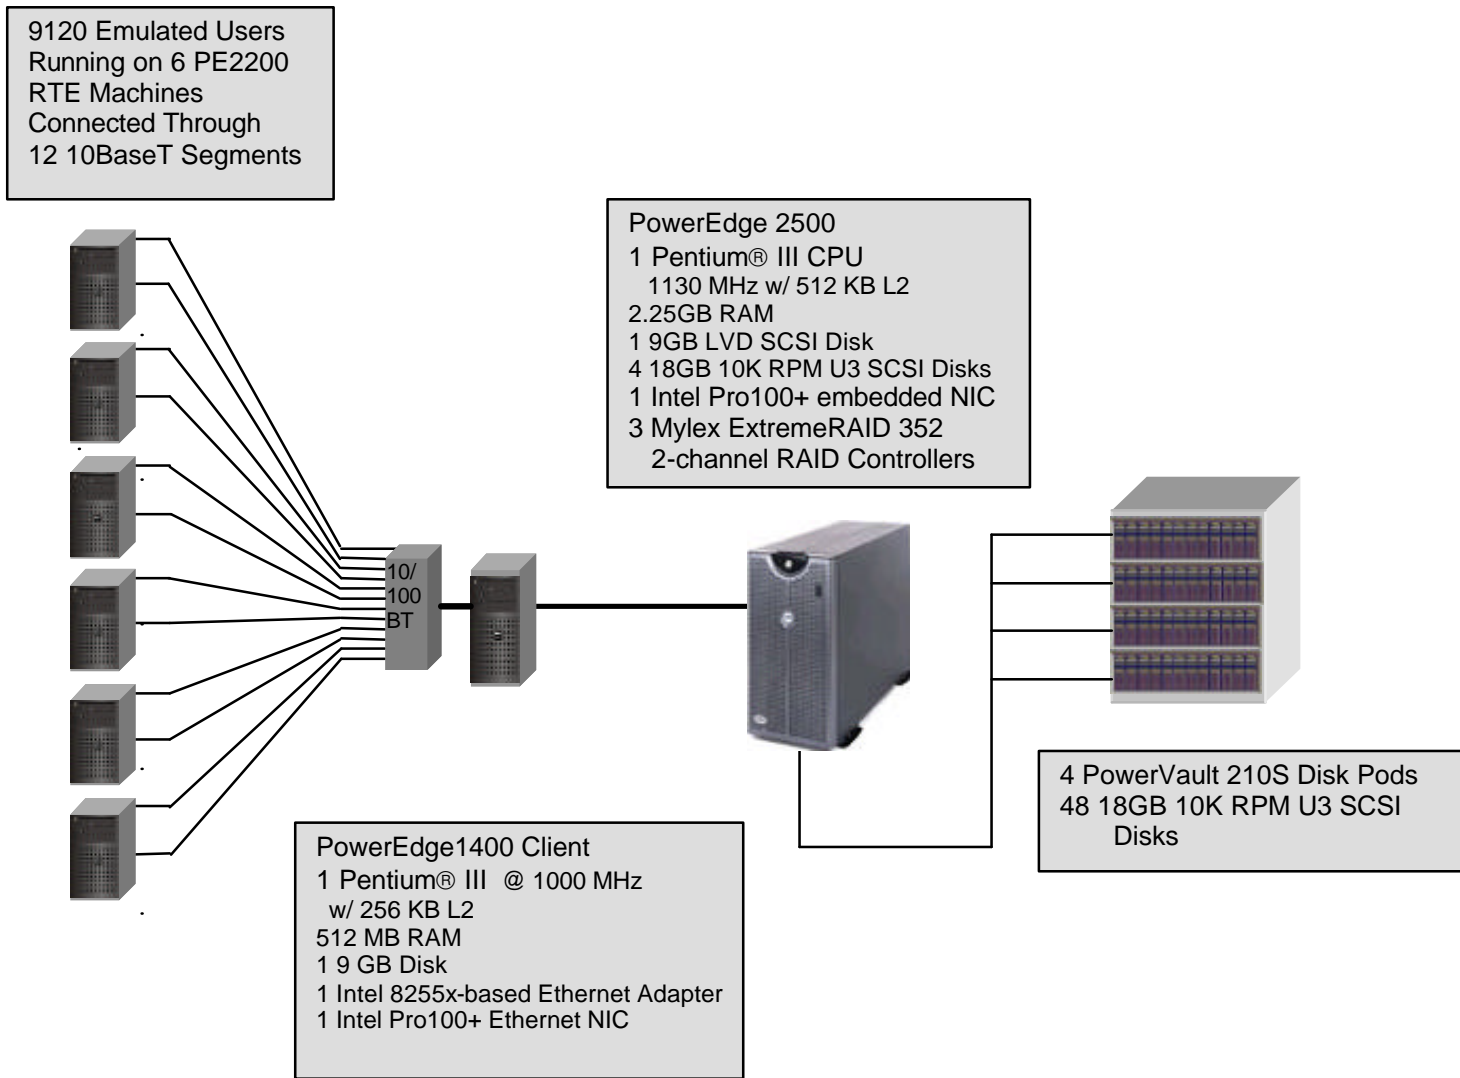 9120 Emulated Users
Running on 6 PE2200
RTE Machines
Connected Through
12 10BaseT Segments
PowerEdge 2500
1 Pentium® III CPU
1130 MHz w/ 512 KB L2
2.25GB RAM
1 9GB LVD SCSI Disk
4 18GB 10K RPM U3 SCSI Disks
1 Intel Pro100+ embedded NIC
3 Mylex ExtremeRAID 352
2-channel RAID Controllers
10/
100
BT
4 PowerVault 210S Disk Pods
48 18GB 10K RPM U3 SCSI
Disks
PowerEdge1400 Client
1 Pentium® III @ 1000 MHz
w/ 256 KB L2
512 MB RAM
1 9 GB Disk
1 Intel 8255x-based Ethernet Adapter
1 Intel Pro100+ Ethernet NIC